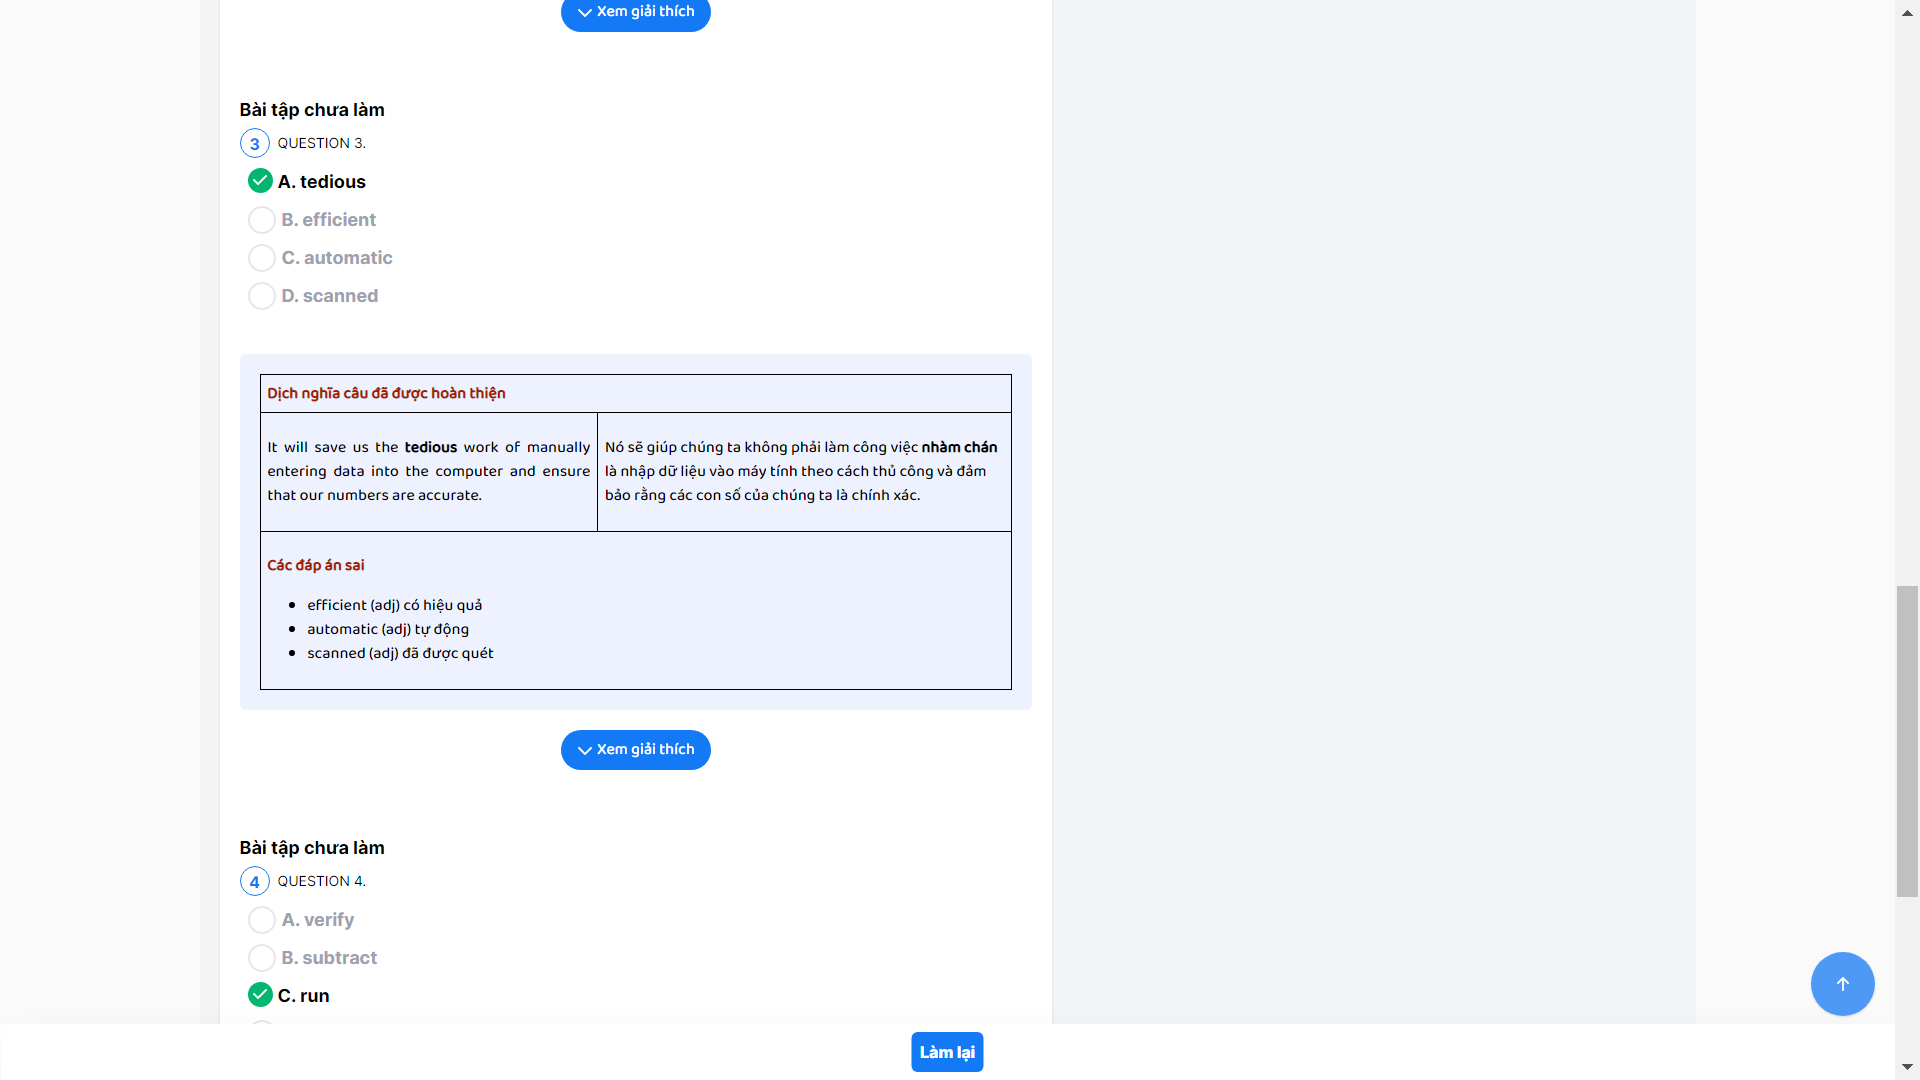 Xem giải thích
Bài tập chưa làm
3 QUESTION 3.
A. tedious
B. efficient
C. automatic
D. scanned
Dịch nghĩa câu đã được hoàn thiện
It will save us the tedious work of manually
entering data into the computer and ensure
that our numbers are accurate.
Nó sẽ giúp chúng ta không phải làm công việc nhàm chán
là nhập dữ liệu vào máy tính theo cách thủ công và đảm
bảo rằng các con số của chúng ta là chính xác.
Các đáp án sai
efficient (adj) có hiệu quả
automatic (adj) tự động
scanned (adj) đã được quét
Xem giải thích
Bài tập chưa làm
4 QUESTION 4.
A. verify
B. subtract
C. run
Làm lại